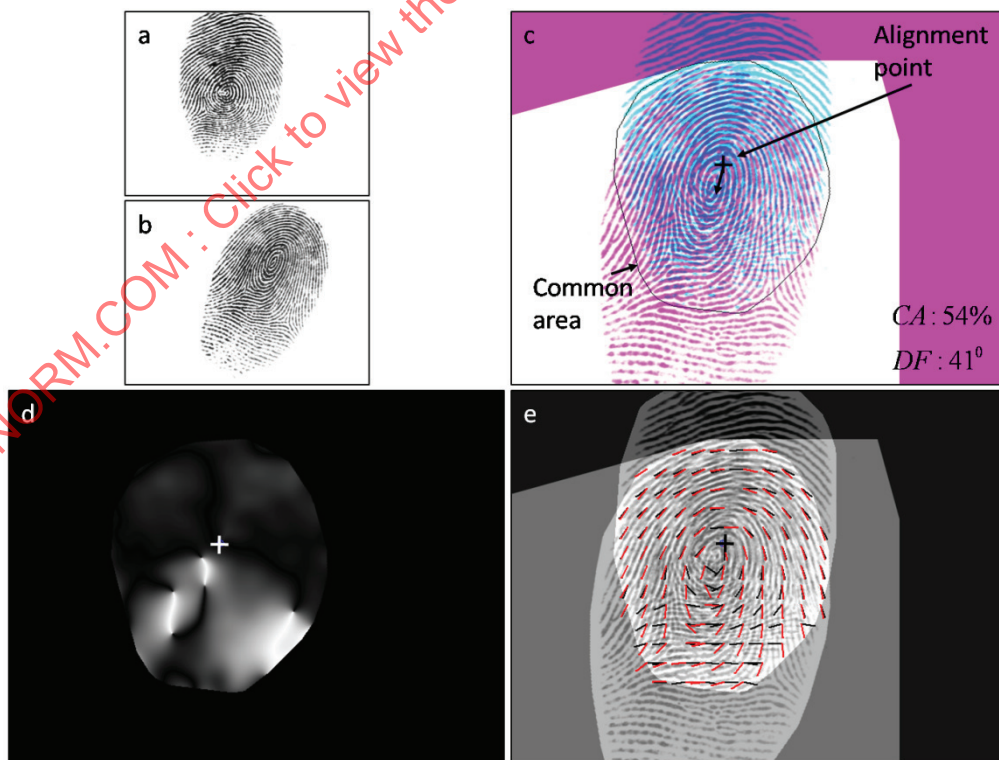 a
b
c
Alignment
point
Common
area
CA : 54%
DF : 41⁰
d
e
NORM.COM : Click to view the